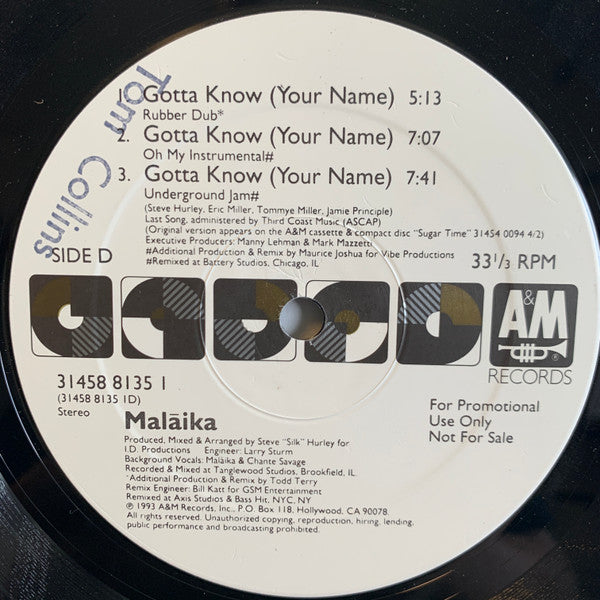 Tom Collins
1. Gotta Know (Your Name) 5:13
Rubber Dub*
2. Gotta Know (Your Name) 7:07
Oh My Instrumental#
3. Gotta Know (Your Name) 7:41
Underground Jam#
(Steve Hurley, Eric Miller, Tommye Miller, Jamie Principle)
Last Song, administered by Third Coast Music (ASCAP)
(Original version appears on the A&M cassette & compact disc "Sugar Time" 31454 0094 4/2)
Executive Producers: Manny Lehman & Mark Mazzetti
#Additional Production & Remix by Maurice Joshua for Vibe Productions
#Remixed at Battery Studios, Chicago, IL
SIDE D
33 1/3 RPM
A&M
RECORDS
31458 8135 1
(31458 8135 1D)
Stereo
For Promotional
Use Only
Not For Sale
Malāika
Produced, Mixed & Arranged by Steve "Silk" Hurley for
I.D. Productions Engineer: Larry Sturm
Background Vocals: Malāika & Chante Savage
Recorded & Mixed at Tanglewood Studios, Brookfield, IL
*Additional Production & Remix by Todd Terry
Remix Engineer: Bill Katt for GSM Entertainment
Remixed at Axis Studios & Bass Hit, NYC, NY
℗ 1993 A&M Records, Inc., P.O. Box 118, Hollywood, CA 90078.
All rights reserved. Unauthorized copying, reproduction, hiring, lending,
public performance and broadcasting prohibited.